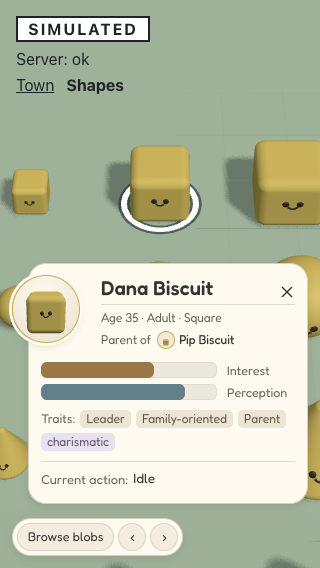 SIMULATED
Server: ok
Town Shapes
Dana Biscuit
Age 35 · Adult · Square
Parent of Pip Biscuit
Interest
Perception
Traits: Leader Family-oriented Parent
charismatic
Current action: Idle
Browse blobs ‹ ›